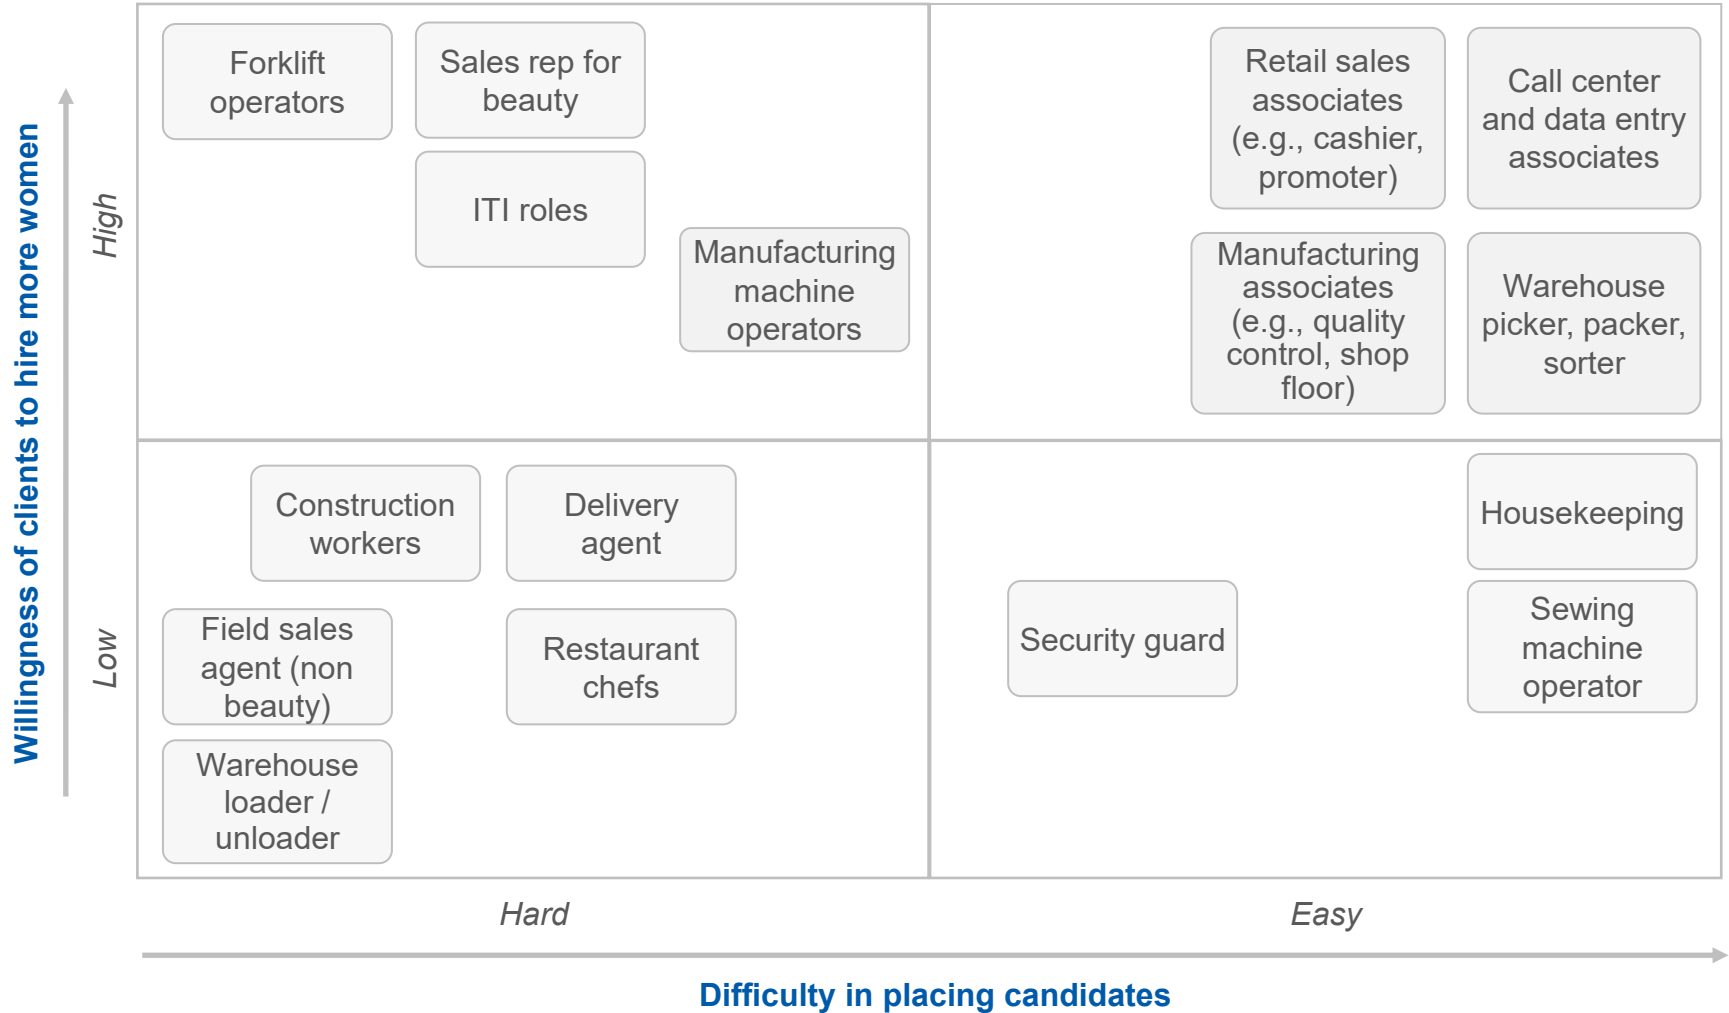 Willingness of clients to hire more women
High
Low
Forklift
operators
Sales rep for
beauty
ITI roles
Manufacturing
machine
operators
Retail sales
associates
(e.g., cashier,
promoter)
Call center
and data entry
associates
Manufacturing
associates
(e.g., quality
control, shop
floor)
Warehouse
picker, packer,
sorter
Construction
workers
Delivery
agent
Field sales
agent (non
beauty)
Restaurant
chefs
Warehouse
loader /
unloader
Housekeeping
Security guard
Sewing
machine
operator
Hard
Easy
Difficulty in placing candidates